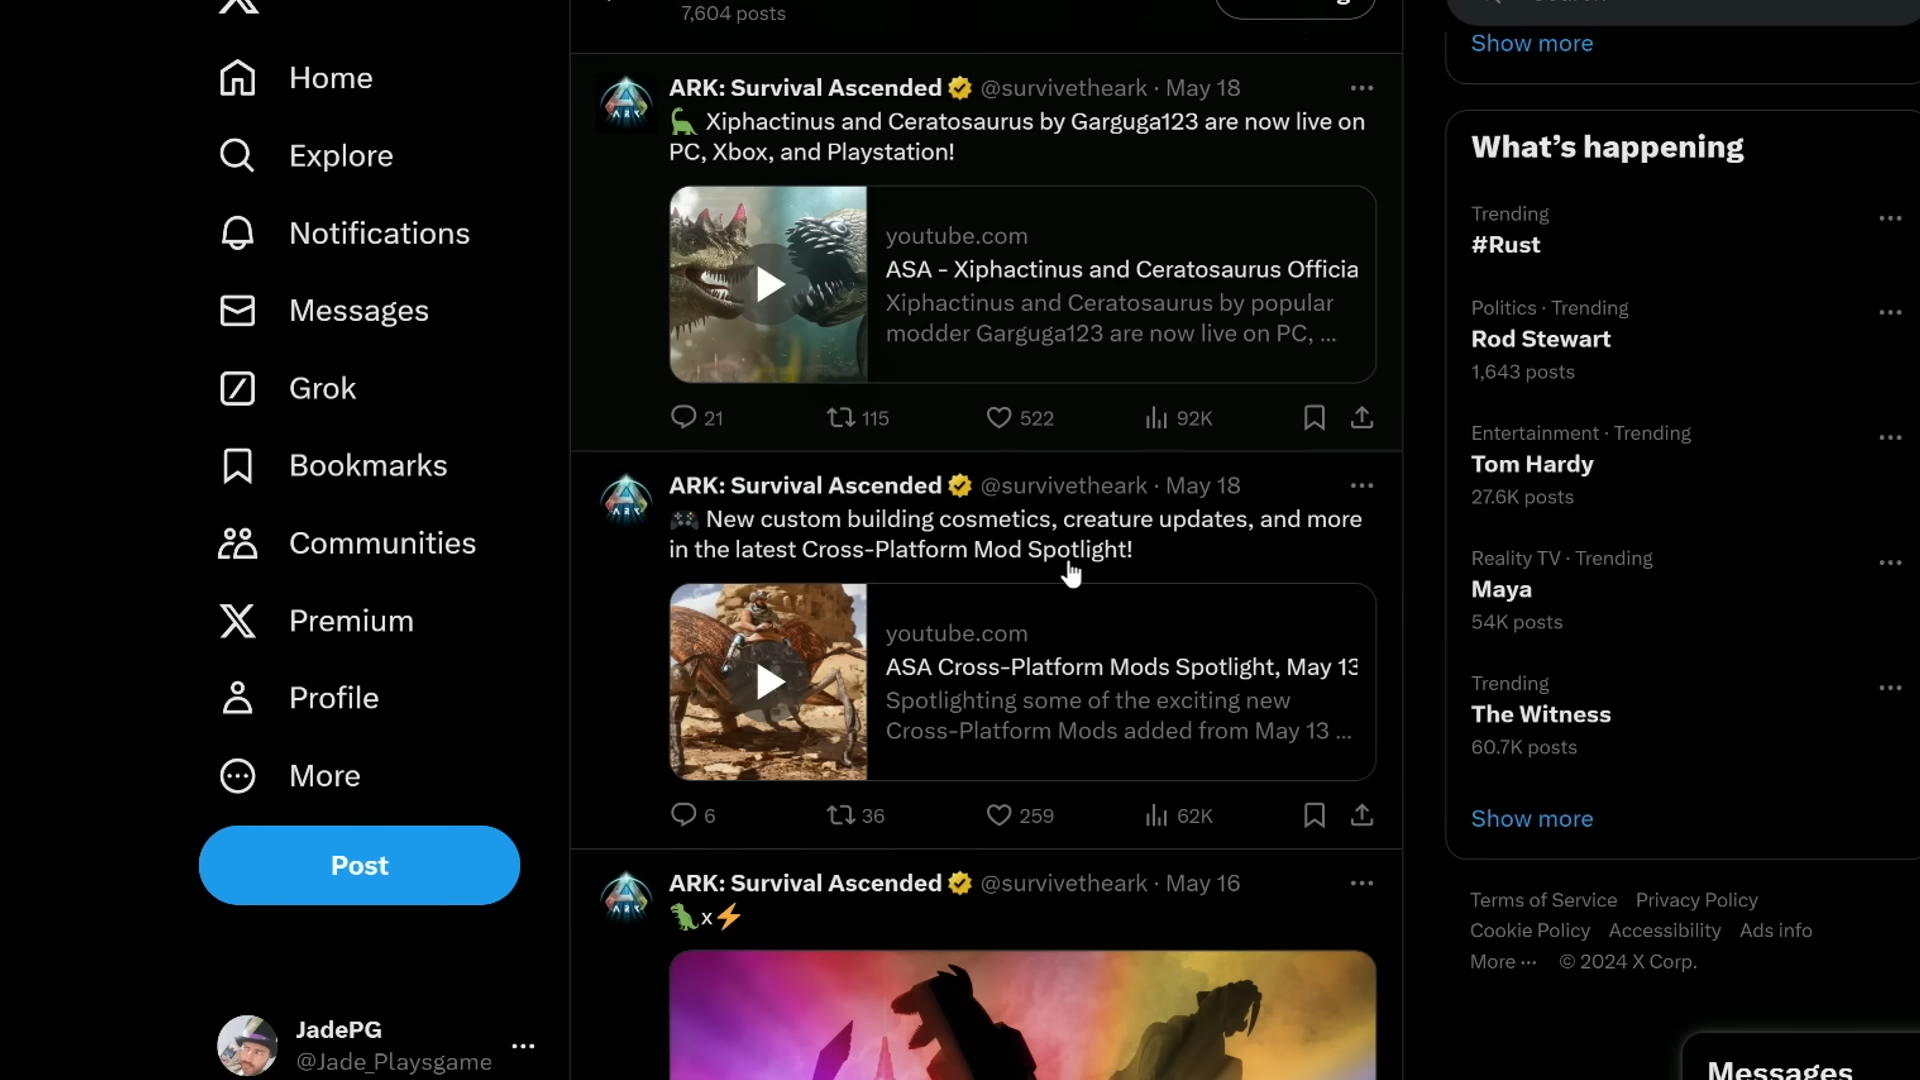 Home
Explore
Notifications
Messages
Grok
Bookmarks
Communities
Premium
Profile
More
Post
JadePG
@Jade_Playsgame
7,604 posts
ARK: Survival Ascended @survivetheark · May 18
🦕 Xiphactinus and Ceratosaurus by Garguga123 are now live on
PC, Xbox, and Playstation!
youtube.com
ASA - Xiphactinus and Ceratosaurus Officia
Xiphactinus and Ceratosaurus by popular
modder Garguga123 are now live on PC, ...
21 115 522 92K
ARK: Survival Ascended @survivetheark · May 18
🎮 New custom building cosmetics, creature updates, and more
in the latest Cross-Platform Mod Spotlight!
youtube.com
ASA Cross-Platform Mods Spotlight, May 13
Spotlighting some of the exciting new
Cross-Platform Mods added from May 13 ...
6 36 259 62K
ARK: Survival Ascended @survivetheark · May 16
🦖x⚡
Show more
What's happening
Trending
#Rust
Politics · Trending
Rod Stewart
1,643 posts
Entertainment · Trending
Tom Hardy
27.6K posts
Reality TV · Trending
Maya
54K posts
Trending
The Witness
60.7K posts
Show more
Terms of Service Privacy Policy
Cookie Policy Accessibility Ads info
More ··· © 2024 X Corp.
Messages